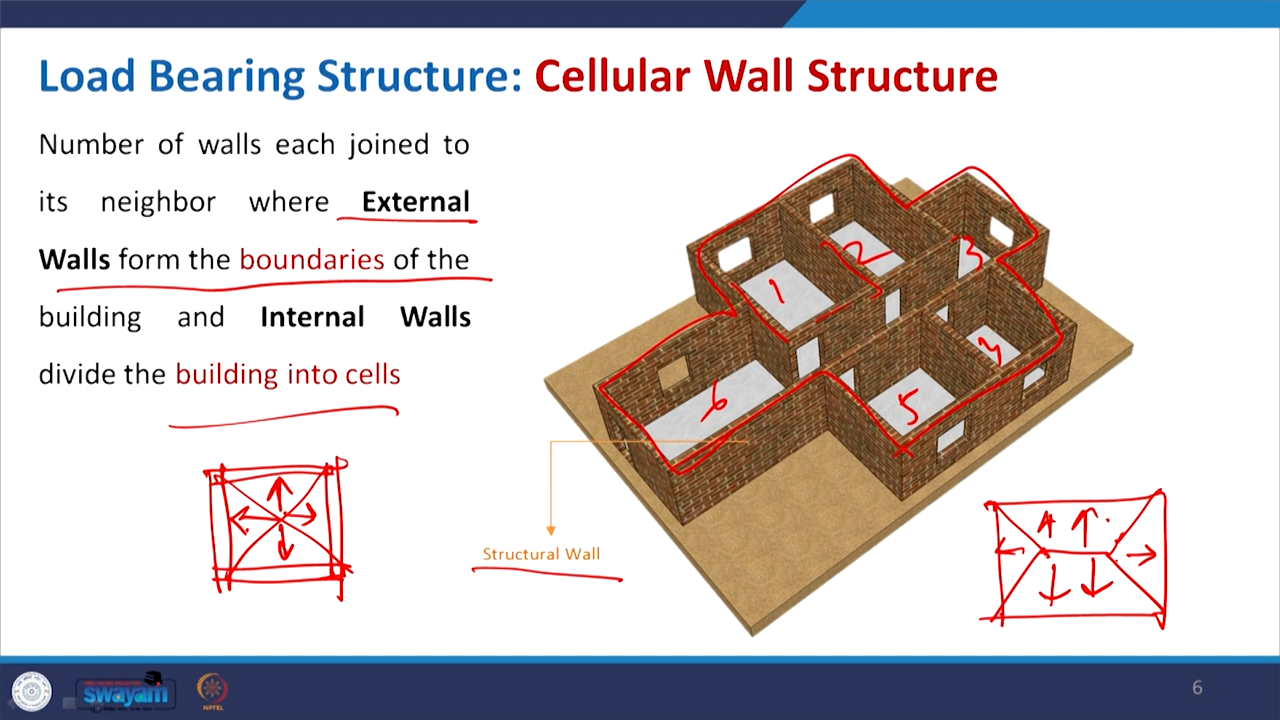 Load Bearing Structure: Cellular Wall Structure
Number of walls each joined to
its neighbor where External
Walls form the boundaries of the
building and Internal Walls
divide the building into cells
1
2
3
4
5
6
Structural Wall
swayam
NPTEL
6